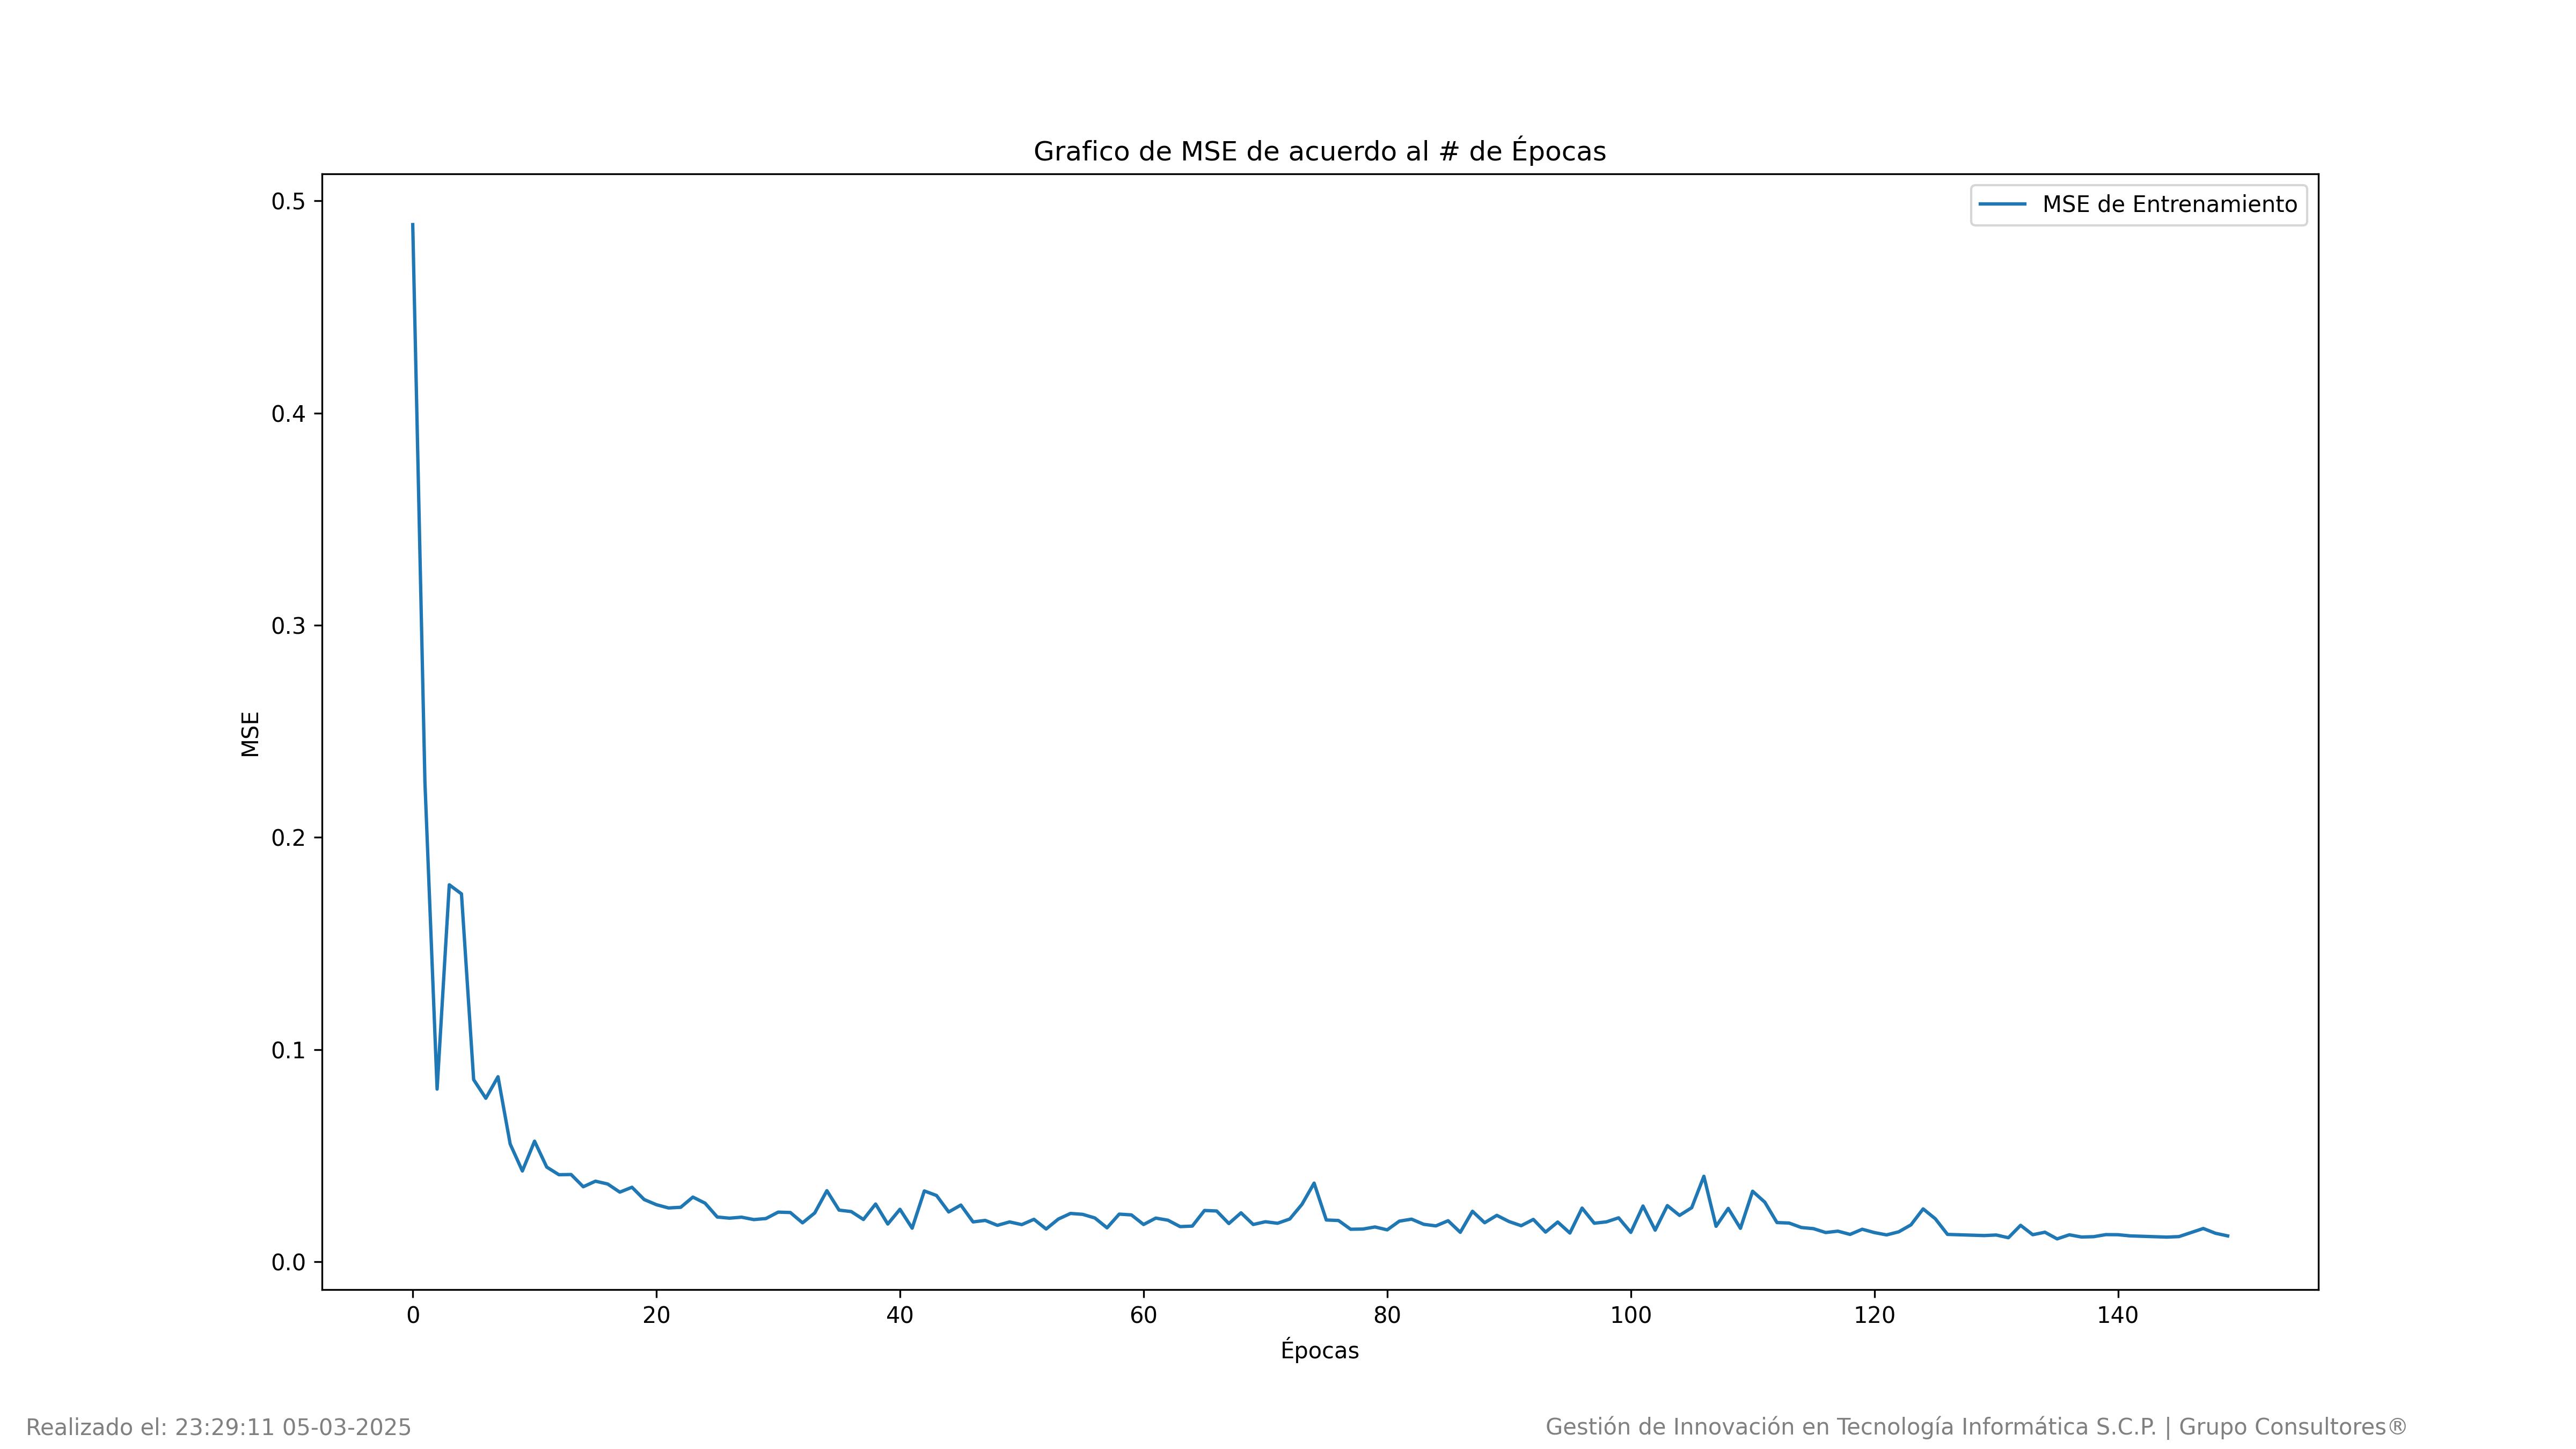 Grafico de MSE de acuerdo al # de Épocas
MSE de Entrenamiento
0.5
0.4
0.3
0.2
0.1
0.0
MSE
0 20 40 60 80 100 120 140
Épocas
Realizado el: 23:29:11 05-03-2025
Gestión de Innovación en Tecnología Informática S.C.P. | Grupo Consultores®